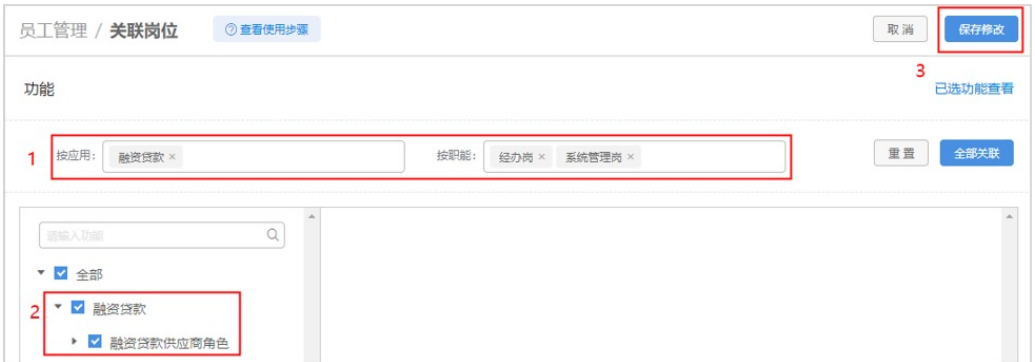 员工管理 / 关联岗位 查看使用步骤 取消 保存修改
3
功能 已选功能查看
1 按应用: 融资贷款 × 按职能: 经办岗 × 系统管理岗 × 重置 全部关联
请输入功能
全部
2 融资贷款
融资贷款供应商角色